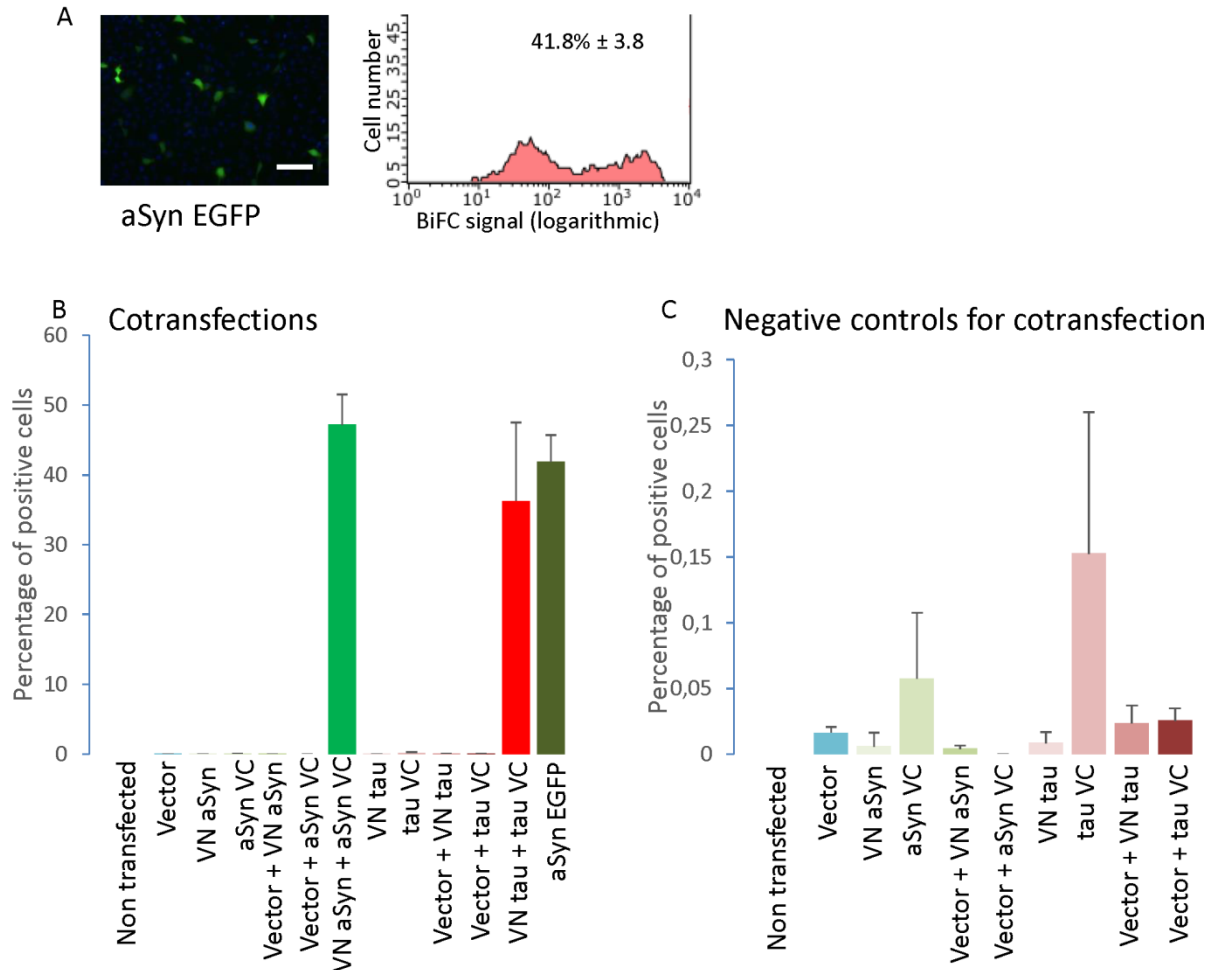 A
aSyn EGFP
41.8% ± 3.8
Cell number
45
35
25
15
0 5
10⁰ 10¹ 10² 10³ 10⁴
BiFC signal (logarithmic)
B
Cotransfections
Percentage of positive cells
60
50
40
30
20
10
0
Non transfected
Vector
VN aSyn
aSyn VC
Vector + VN aSyn
Vector + aSyn VC
VN aSyn + aSyn VC
VN tau
tau VC
Vector + VN tau
Vector + tau VC
VN tau + tau VC
aSyn EGFP
C
Negative controls for cotransfection
Percentage of positive cells
0,3
0,25
0,2
0,15
0,1
0,05
0
Non transfected
Vector
VN aSyn
aSyn VC
Vector + VN aSyn
Vector + aSyn VC
VN tau
tau VC
Vector + VN tau
Vector + tau VC